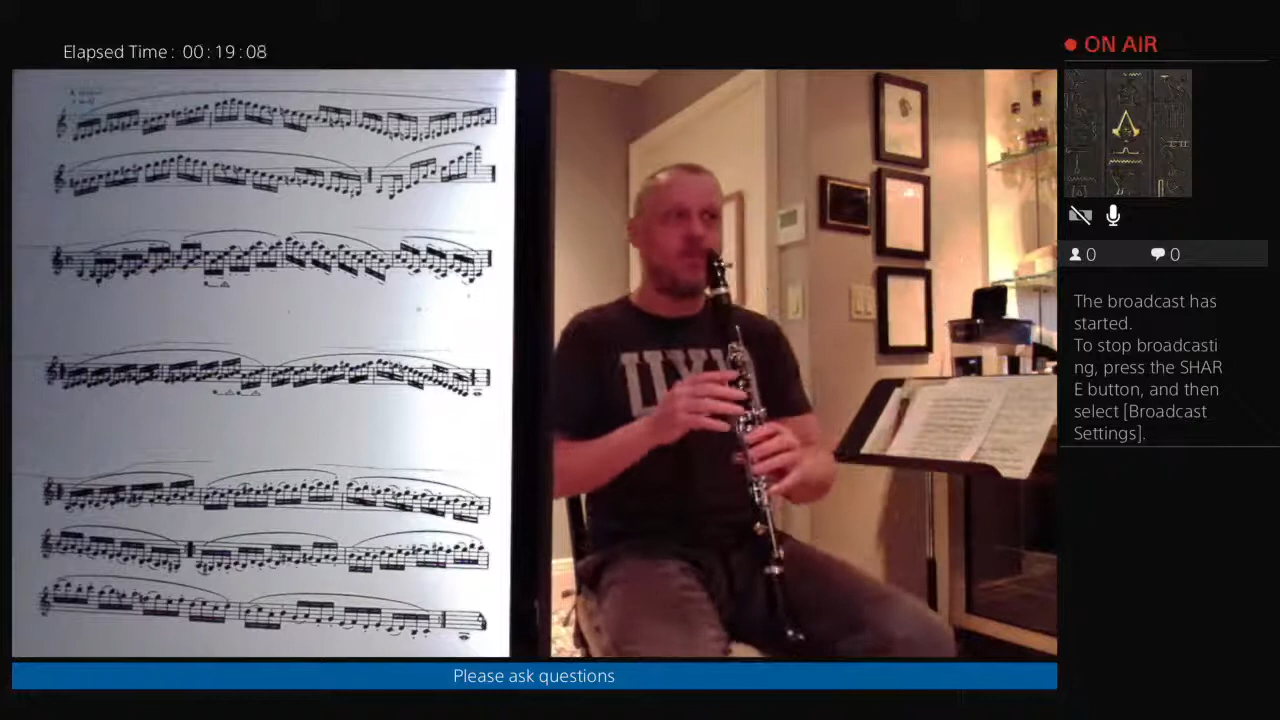 Elapsed Time: 00:19:08
ON AIR
0
0
The broadcast has
started.
To stop broadcasti
ng, press the SHAR
E button, and then
select [Broadcast
Settings].
Please ask questions